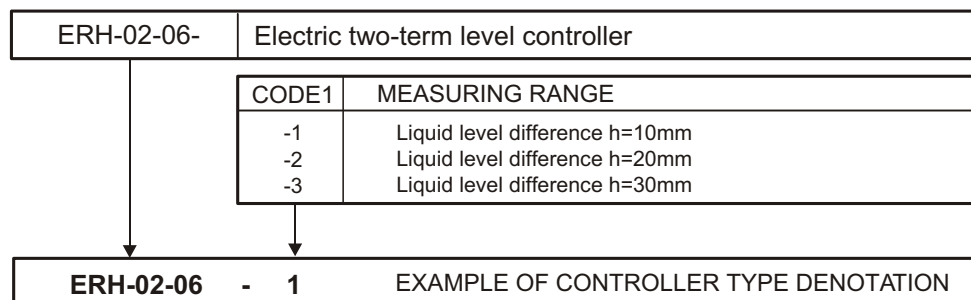 ERH-02-06- Electric two-term level controller
CODE1 MEASURING RANGE
-1 Liquid level difference h=10mm
-2 Liquid level difference h=20mm
-3 Liquid level difference h=30mm
ERH-02-06 - 1 EXAMPLE OF CONTROLLER TYPE DENOTATION